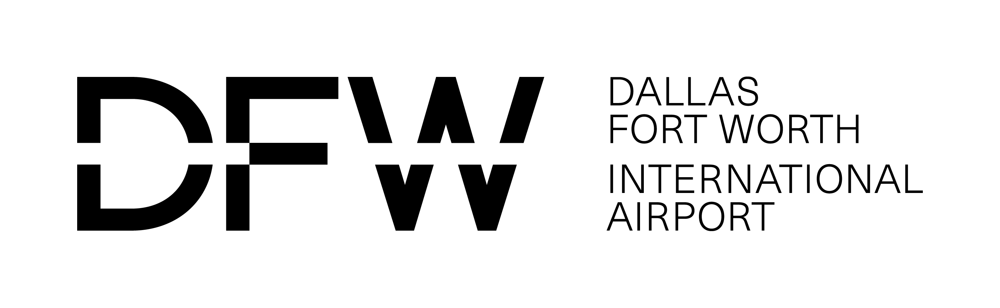 DFW
DALLAS
FORT WORTH
INTERNATIONAL
AIRPORT